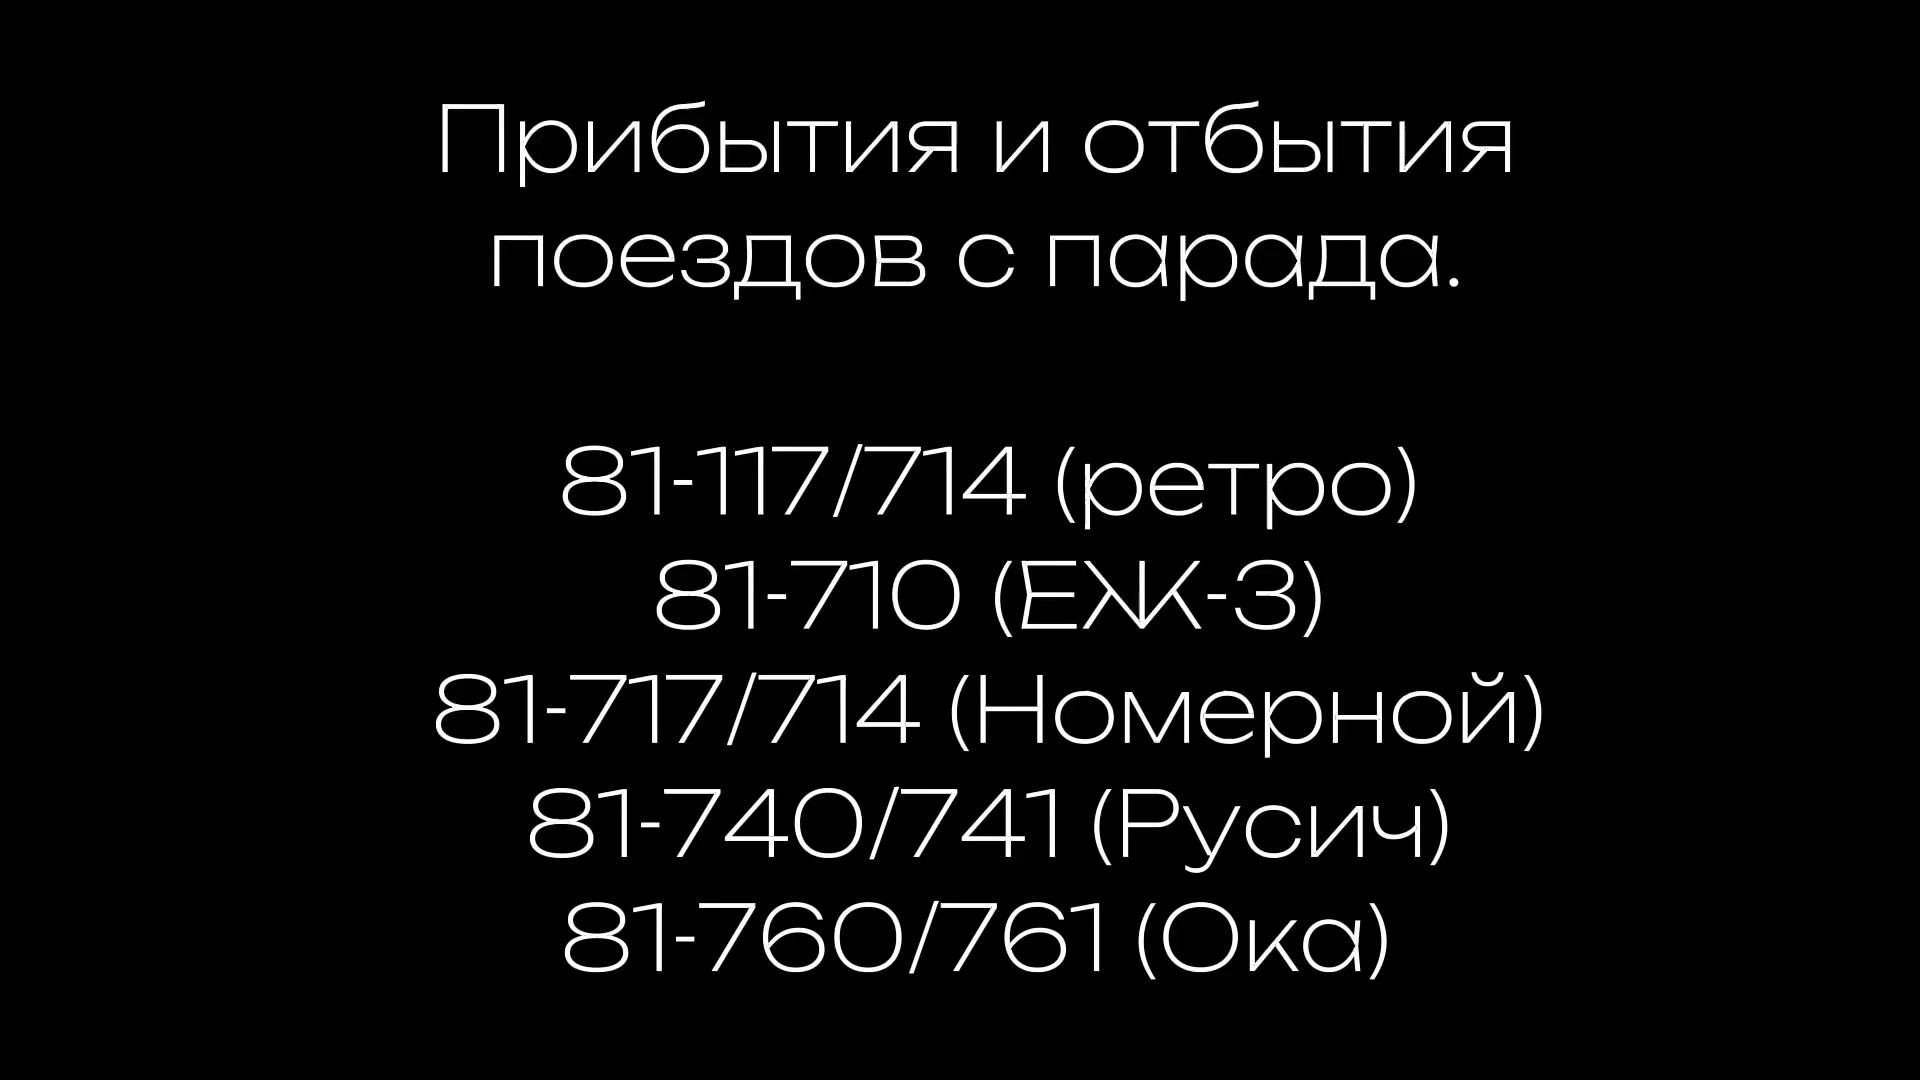 Прибытия и отбытия
поездов с парада.
81-117/714 (ретро)
81-710 (ЕЖ-3)
81-717/714 (Номерной)
81-740/741 (Русич)
81-760/761 (Ока)